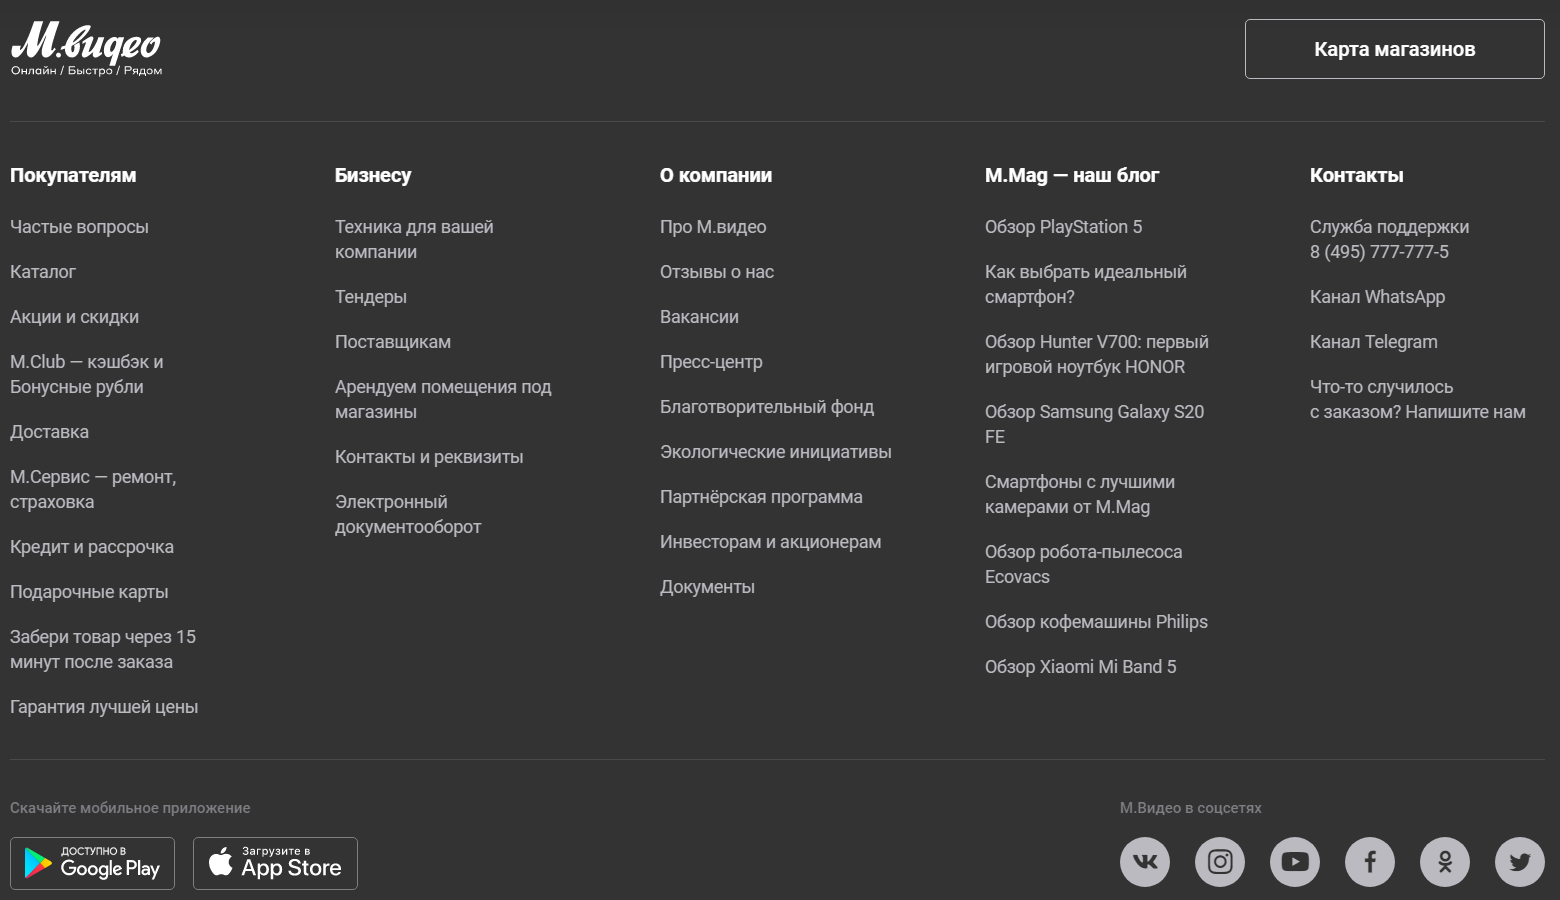 М.видео
Онлайн / Быстро / Рядом
Карта магазинов
Покупателям
Частые вопросы
Каталог
Акции и скидки
M.Club — кэшбэк и
Бонусные рубли
Доставка
М.Сервис — ремонт,
страховка
Кредит и рассрочка
Подарочные карты
Забери товар через 15
минут после заказа
Гарантия лучшей цены
Бизнесу
Техника для вашей
компании
Тендеры
Поставщикам
Арендуем помещения под
магазины
Контакты и реквизиты
Электронный
документооборот
О компании
Про М.видео
Отзывы о нас
Вакансии
Пресс-центр
Благотворительный фонд
Экологические инициативы
Партнёрская программа
Инвесторам и акционерам
Документы
M.Mag — наш блог
Обзор PlayStation 5
Как выбрать идеальный
смартфон?
Обзор Hunter V700: первый
игровой ноутбук HONOR
Обзор Samsung Galaxy S20
FE
Смартфоны с лучшими
камерами от M.Mag
Обзор робота-пылесоса
Ecovacs
Обзор кофемашины Philips
Обзор Xiaomi Mi Band 5
Контакты
Служба поддержки
8 (495) 777-777-5
Канал WhatsApp
Канал Telegram
Что-то случилось
с заказом? Напишите нам
Скачайте мобильное приложение
ДОСТУПНО В
Google Play
Загрузите в
App Store
М.Видео в соцсетях